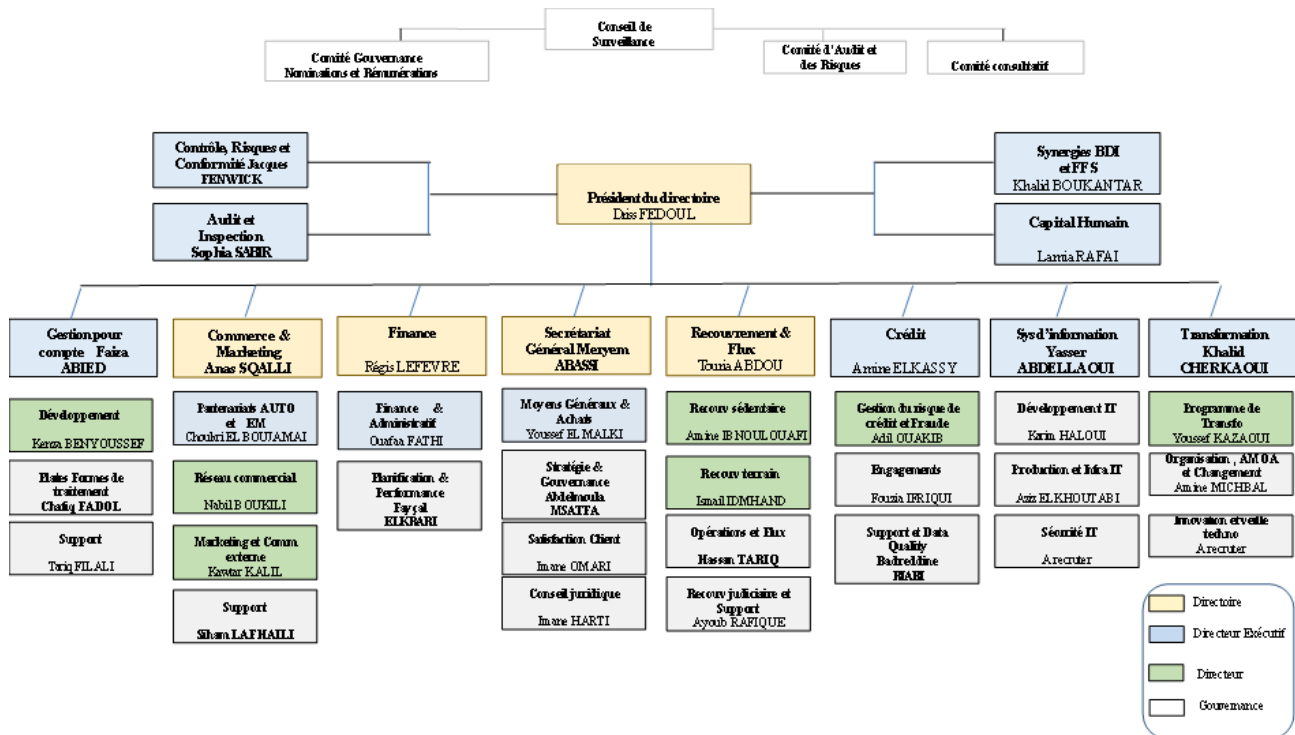 Conseil de
Surveillance
Comité Gouvernance
Nominations et Rémunérations
Comité d'Audit et
des Risques
Comité consultatif
Contrôle, Risques et
Conformité Jacques
FENWICK
Audit et
Inspection
Sophia SABIR
Président du directoire
Driss FEDOUL
Synergies BDI
et FFS
Khalid BOUKANTAR
Capital Humain
Lamia RAFAI
Gestion pour
compte Faiza
ABIED
Commerce &
Marketing
Anas SQALLI
Finance
Régis LEFEVRE
Secrétariat
Général Meryem
ABASSI
Recouvrement &
Flux
Touria ABDOU
Crédit
Amine ELKASSY
Sys d'information
Yasser
ABDELLAOUI
Transformation
Khalid
CHERKAOUI
Développement
Kenza BENYOUSSEF
Plates Formes de
traitement
Chafiq FADOL
Support
Tariq FILALI
Partenariats AUTO
et EM
Choukri EL BOUJAMAI
Réseau commercial
Nabil BOUKILI
Marketing et Comm
externe
Kawtar KALIL
Support
Siham LAFHAILI
Finance &
Administratif
Ouafaa FATHI
Planification &
Performance
Fayçal
ELKBARI
Moyens Généraux &
Achats
Youssef EL MALKI
Stratégie &
Gouvernance
Abdelmoula
MSATFA
Satisfaction Client
Imane OMARI
Conseil juridique
Imane HARTI
Recouv sédentaire
Amine IBNOULOUAFI
Recouv terrain
Ismail IDMHAND
Opérations et Flux
Hassan TARIQ
Recouv judiciaire et
Support
Ayoub RAFIQUE
Gestion du risque de
crédit et Fraude
Adil OUAKIB
Engagements
Fouzia IFRIQUI
Support et Data
Quality
Badreddine
RIABI
Développement IT
Karim HALOUI
Production et Infra IT
Aziz ELKHOUTABI
Sécurité IT
A recruter
Programme de
Transfo
Youssef KAZAOUI
Organisation, AMOA
et Changement
Amine MICHBAL
Innovation et veille
techno
A recruter
Directoire
Directeur Exécutif
Directeur
Gouvernance